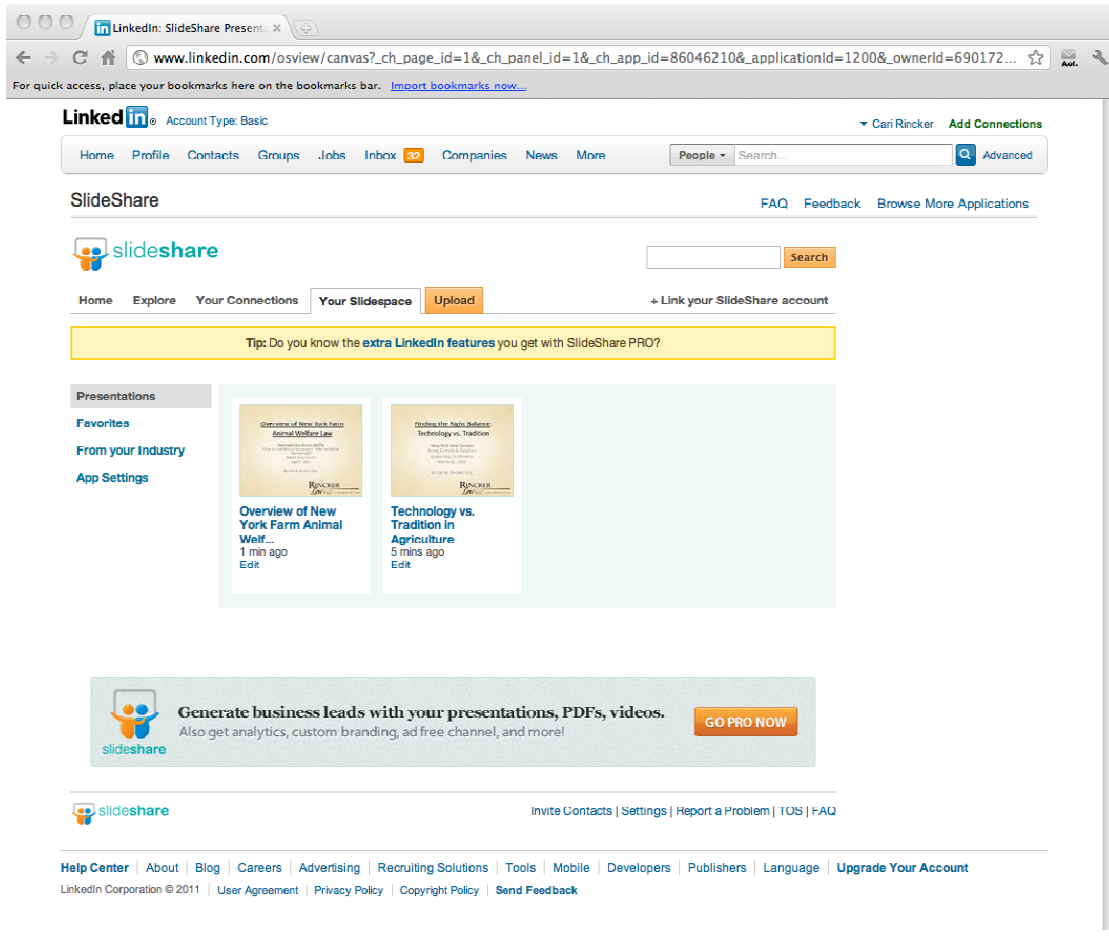 LinkedIn: SlideShare Presenta
www.linkedin.com/osview/canvas?_ch_page_id=1&_ch_panel_id=1&_ch_app_id=86046210&_applicationId=1200&_ownerId=690172... Aol.
For quick access, place your bookmarks here on the bookmarks bar. Import bookmarks now...
Linked in Account Type: Basic Cari Rincker Add Connections
Home Profile Contacts Groups Jobs Inbox 32 Companies News More People Search... Advanced
SlideShare FAQ Feedback Browse More Applications
slideshare Search
Home Explore Your Connections Your Slidespace Upload + Link your SlideShare account
Tip: Do you know the extra LinkedIn features you get with SlideShare PRO?
Presentations
Favorites
From your Industry
App Settings
Overview of New York Farm
Animal Welfare Law
RINCKER
LAW
Overview of New
York Farm Animal
Welf...
1 min ago
Edit
Finding the Right Balance:
Technology vs. Tradition
RINCKER
LAW
Technology vs.
Tradition in
Agriculture
5 mins ago
Edit
slideshare
Generate business leads with your presentations, PDFs, videos.
Also get analytics, custom branding, ad free channel, and more!
GO PRO NOW
slideshare Invite Contacts | Settings | Report a Problem | TOS | FAQ
Help Center About Blog Careers Advertising Recruiting Solutions Tools Mobile Developers Publishers Language Upgrade Your Account
LinkedIn Corporation © 2011 User Agreement Privacy Policy Copyright Policy Send Feedback